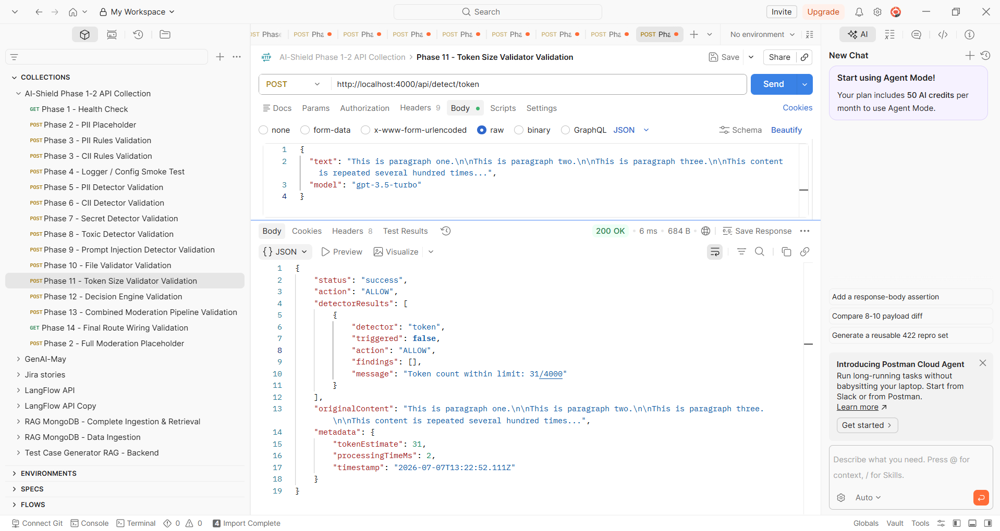 My Workspace
Search
Invite
Upgrade
POST Pha
POST Pha
POST Pha
POST Pha
POST Pha
POST Pha
POST Pha
POST Pha
No environment
AI
AI-Shield Phase 1-2 API Collection > Phase 11 - Token Size Validator Validation
Save
Share
New Chat
COLLECTIONS
AI-Shield Phase 1-2 API Collection
GET Phase 1 - Health Check
POST Phase 2 - PII Placeholder
POST Phase 3 - PII Rules Validation
POST Phase 3 - CII Rules Validation
POST Phase 4 - Logger / Config Smoke Test
POST Phase 5 - PII Detector Validation
POST Phase 6 - CII Detector Validation
POST Phase 7 - Secret Detector Validation
POST Phase 8 - Toxic Detector Validation
POST Phase 9 - Prompt Injection Detector Validation
POST Phase 10 - File Validator Validation
POST Phase 11 - Token Size Validator Validation
POST Phase 12 - Decision Engine Validation
POST Phase 13 - Combined Moderation Pipeline Validation
GET Phase 14 - Final Route Wiring Validation
POST Phase 2 - Full Moderation Placeholder
GenAI-May
Jira stories
LangFlow API
LangFlow API Copy
RAG MongoDB - Complete Ingestion & Retrieval
RAG MongoDB - Data Ingestion
Test Case Generator RAG - Backend
ENVIRONMENTS
SPECS
FLOWS
POST
http://localhost:4000/api/detect/token
Send
Docs Params Authorization Headers 9 Body Scripts Settings
Cookies
none form-data x-www-form-urlencoded raw binary GraphQL JSON
Schema Beautify
1 {
2 "text": "This is paragraph one.\n\nThis is paragraph two.\n\nThis is paragraph three.\n\nThis content
is repeated several hundred times...",
3 "model": "gpt-3.5-turbo"
4 }
Body Cookies Headers 8 Test Results
200 OK 6 ms 684 B
e.g. Save Response
{} JSON
Preview
Visualize
1 {
2 "status": "success",
3 "action": "ALLOW",
4 "detectorResults": [
5 {
6 "detector": "token",
7 "triggered": false,
8 "action": "ALLOW",
9 "findings": [],
10 "message": "Token count within limit: 31/4000"
11 }
12 ],
13 "originalContent": "This is paragraph one.\n\nThis is paragraph two.\n\nThis is paragraph three.
\n\nThis content is repeated several hundred times...",
14 "metadata": {
15 "tokenEstimate": 31,
16 "processingTimeMs": 2,
17 "timestamp": "2026-07-07T13:22:52.111Z"
18 }
19 }
Start using Agent Mode!
Your plan includes 50 AI credits per
month to use Agent Mode.
Add a response-body assertion
Compare 8-10 payload diff
Generate a reusable 422 repro set
Introducing Postman Cloud Agent
Run long-running tasks without
babysitting your laptop. Start from
Slack or from Postman.
Learn more
Get started
Describe what you need. Press @ for
context, / for Skills.
Auto
Connect Git
Console
Terminal
0
0
4 Import Complete
Globals
Vault
Tools